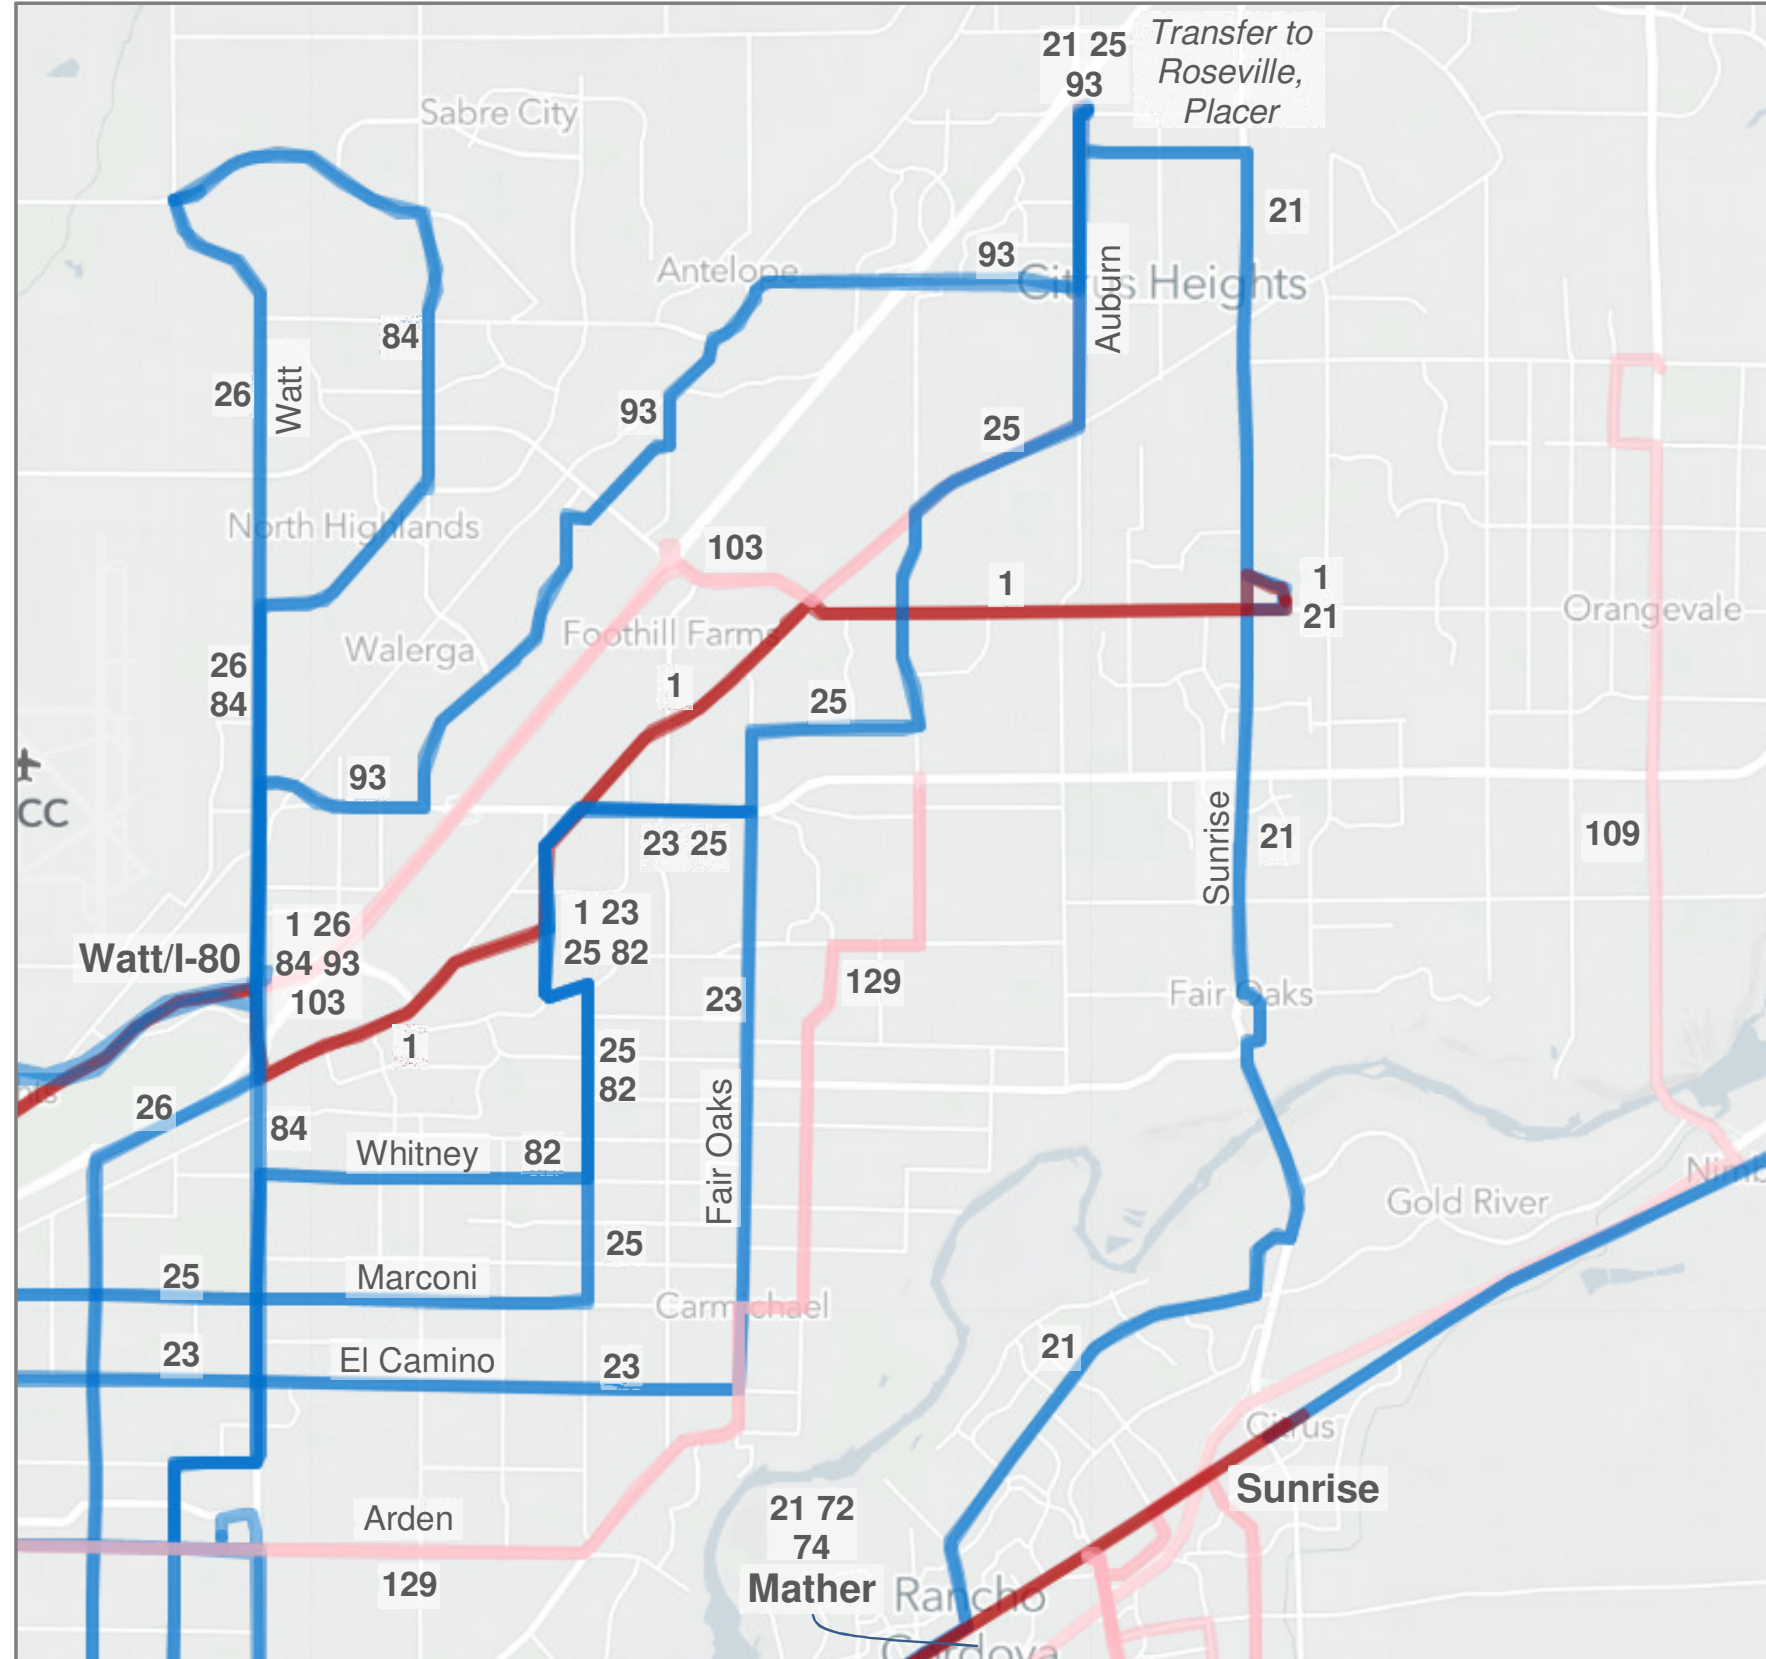 21 25
93
Transfer to
Roseville,
Placer
Sabre City
21
93
Antelope
Citrus Heights
Auburn
84
26
Watt
93
25
North Highlands
103
1
1
21
Orangevale
Foothill Farms
Walerga
26
84
1
25
93
CC
23 25
Sunrise
21
109
1 26
84 93
103
Watt/I-80
1 23
25 82
129
23
Fair Oaks
1
25
82
26
84
Whitney
82
Fair Oaks
Gold River
25
25
Marconi
Carmichael
23
El Camino
23
21
Citrus
Sunrise
Arden
129
21 72
74
Mather
Rancho
Cordova